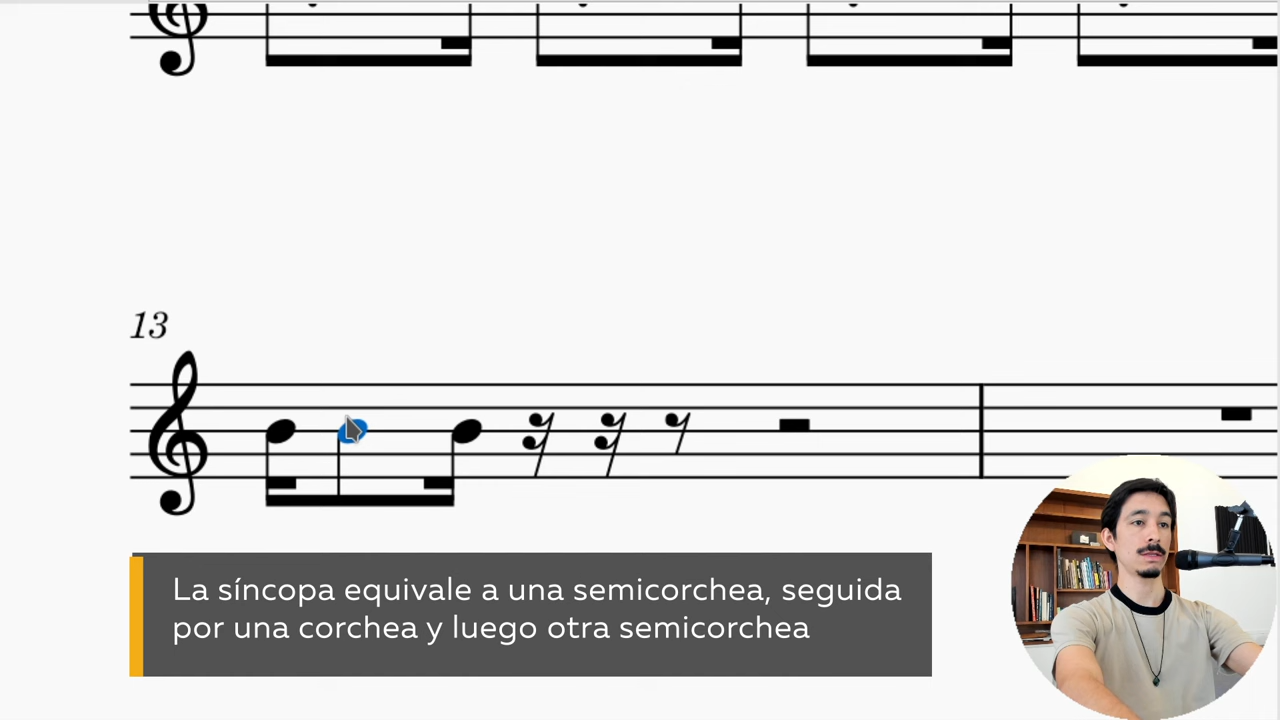 13
La síncopa equivale a una semicorchea, seguida
por una corchea y luego otra semicorchea